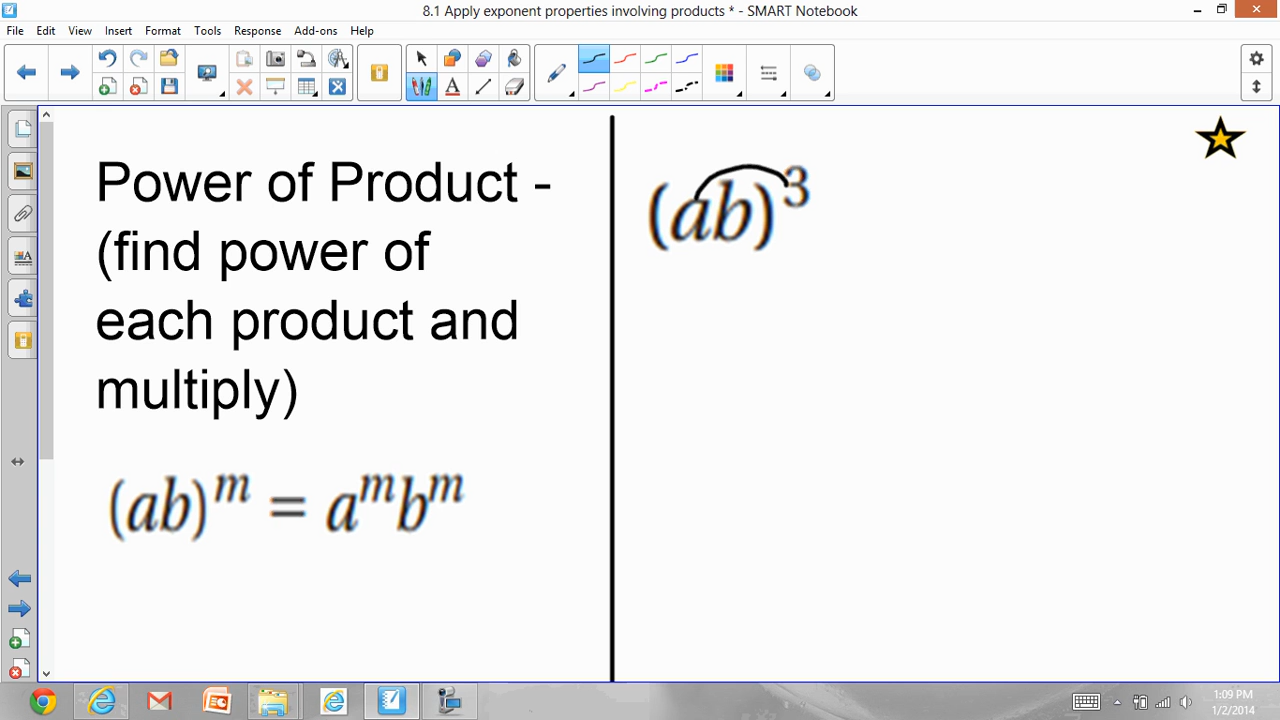 8.1 Apply exponent properties involving products * - SMART Notebook
File Edit View Insert Format Tools Response Add-ons Help
Power of Product -
(find power of
each product and
multiply)
(ab)^m = a^m b^m
(ab)^3
1:09 PM
1/2/2014